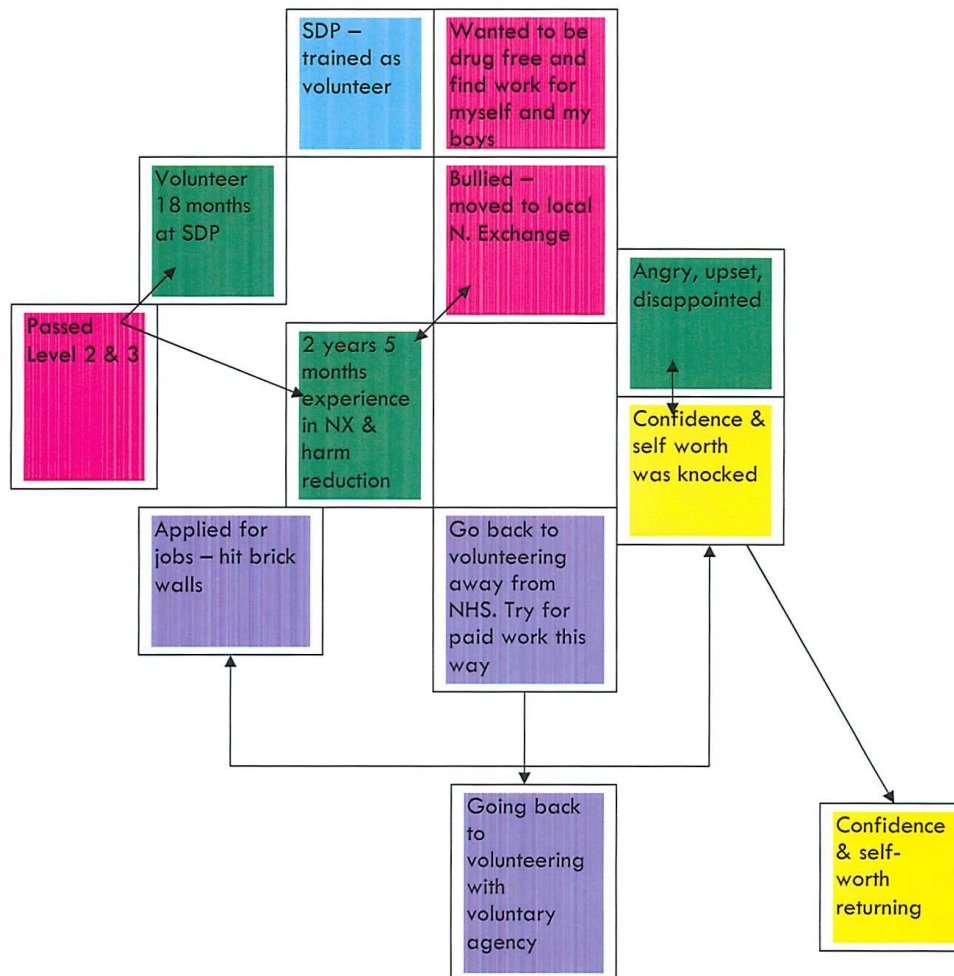 SDP –
trained as
volunteer
Wanted to be
drug free and
find work for
myself and my
boys
Volunteer
18 months
at SDP
Bullied –
moved to local
N. Exchange
Angry, upset,
disappointed
Passed
Level 2 & 3
2 years 5
months
experience
in NX &
harm
reduction
Confidence &
self worth
was knocked
Applied for
jobs – hit brick
walls
Go back to
volunteering
away from
NHS. Try for
paid work this
way
Going back
to
volunteering
with
voluntary
agency
Confidence
& self-
worth
returning